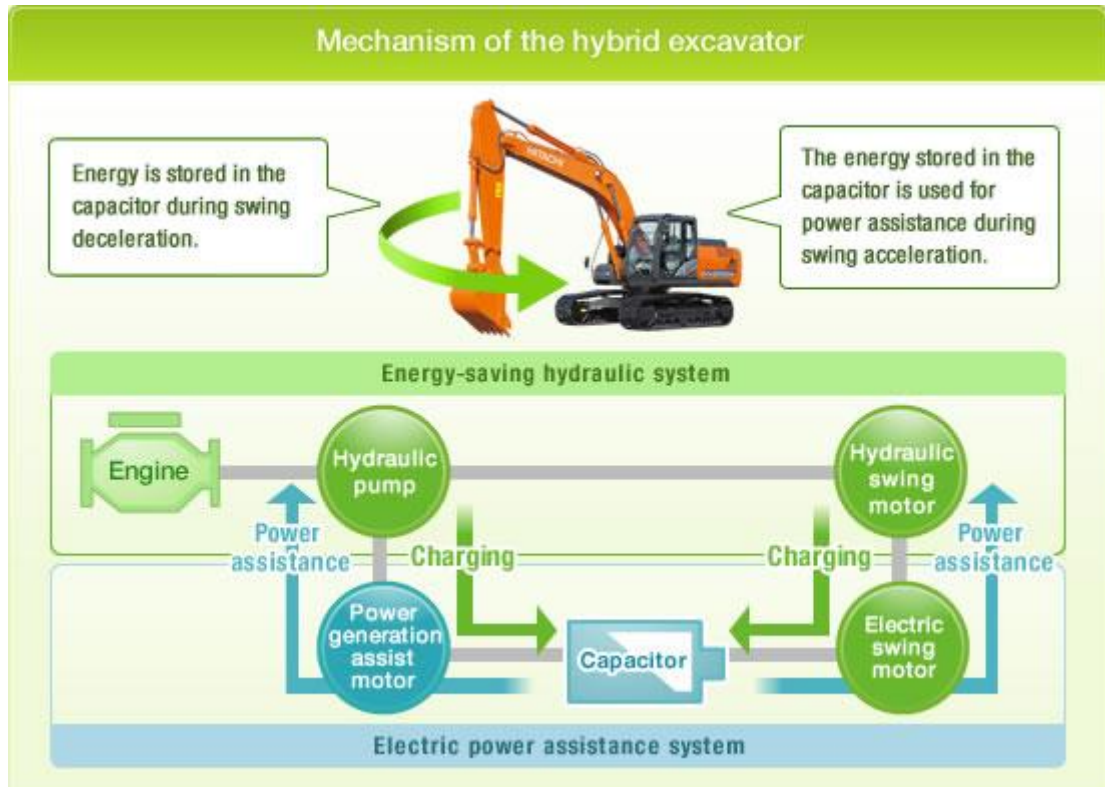 Mechanism of the hybrid excavator
Energy is stored in the
capacitor during swing
deceleration.
HITACHI
The energy stored in the
capacitor is used for
power assistance during
swing acceleration.
Energy-saving hydraulic system
Engine
Hydraulic
pump
Hydraulic
swing
motor
Power
assistance
Charging
Charging
Power
assistance
Power
generation
assist
motor
Capacitor
Electric
swing
motor
Electric power assistance system